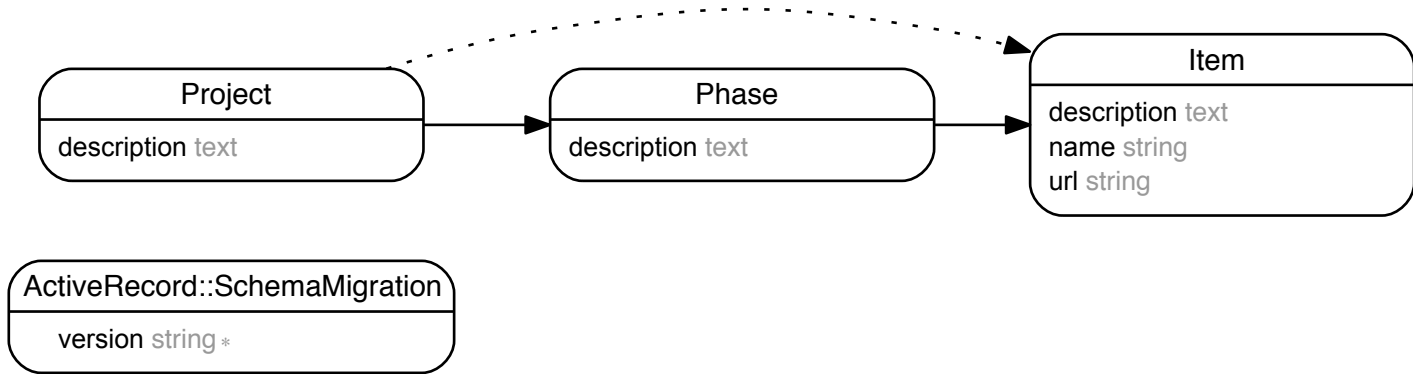 Project
description text
Phase
description text
Item
description text
name string
url string
ActiveRecord::SchemaMigration
version string *